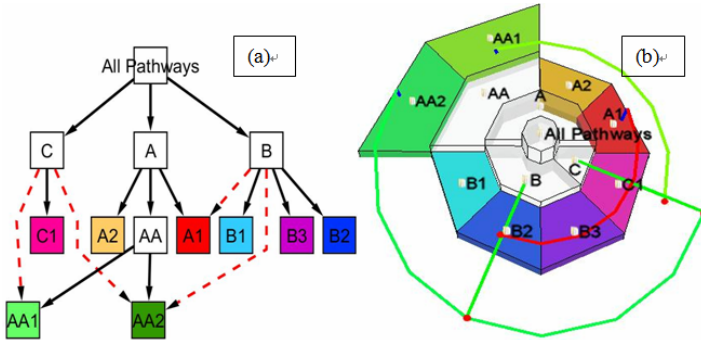 (a)
All Pathways
C
A
B
C1
A2
AA
A1
B1
B3
B2
AA1
AA2
(b)
AA1
AA2
AA
A2
A
A1
All Pathways
C
B1
B
C1
B2
B3